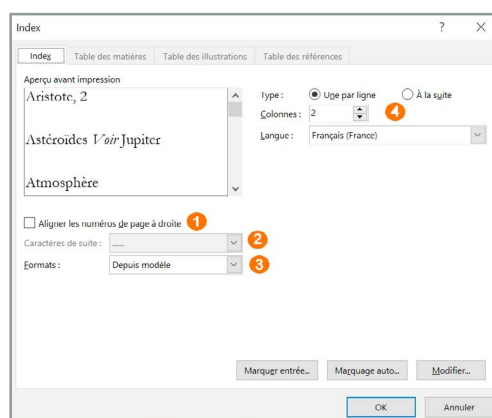 Index ? X
Index Table des matières Table des illustrations Table des références
Aperçu avant impression
Aristote, 2
Astéroïdes Voir Jupiter
Atmosphère
Type : Une par ligne À la suite
Colonnes : 2 4
Langue : Français (France)
Aligner les numéros de page à droite 1
Caractères de suite : ...... 2
Formats : Depuis modèle 3
Marquer entrée... Marquage auto... Modifier...
OK Annuler